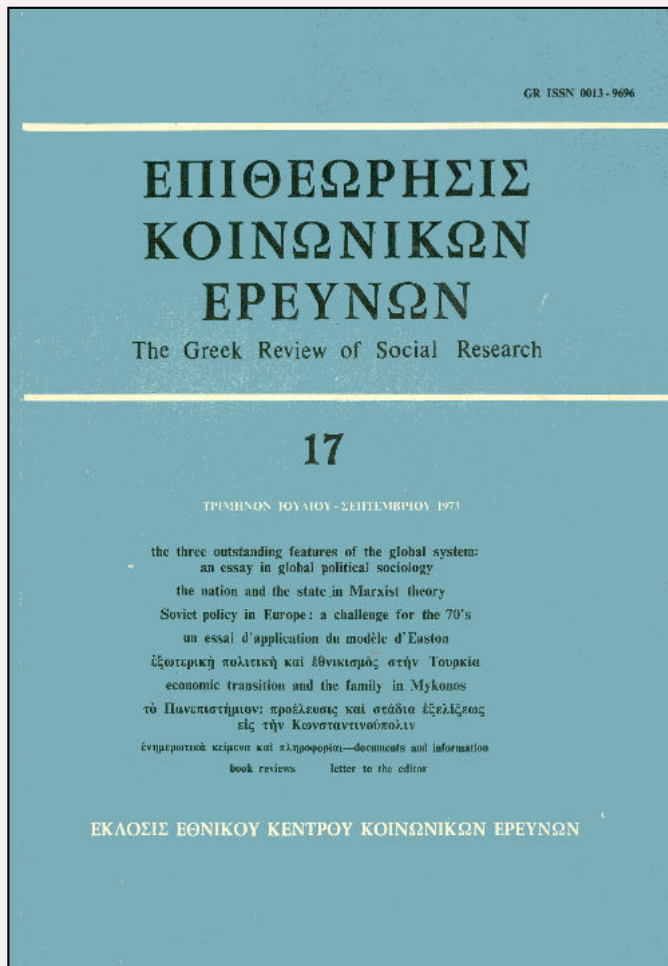 GR ISSN 0013-9696
ΕΠΙΘΕΩΡΗΣΙΣ
ΚΟΙΝΩΝΙΚΩΝ
ΕΡΕΥΝΩΝ
The Greek Review of Social Research
17
ΤΡΙΜΗΝΟΝ ΙΟΥΛΙΟΥ - ΣΕΠΤΕΜΒΡΙΟΥ 1973
the three outstanding features of the global system:
an essay in global political sociology
the nation and the state in Marxist theory
Soviet policy in Europe: a challenge for the 70's
un essai d'application du modèle d'Easton
ἐξωτερικὴ πολιτικὴ καὶ ἐθνικισμὸς στὴν Τουρκία
economic transition and the family in Mykonos
τὸ Πανεπιστήμιον: προέλευσις καὶ στάδια ἐξελίξεως
εἰς τὴν Κωνσταντινούπολιν
ἐνημερωτικὰ κείμενα καὶ πληροφορίαι—documents and information
book reviews letter to the editor
ΕΚΔΟΣΙΣ ΕΘΝΙΚΟΥ ΚΕΝΤΡΟΥ ΚΟΙΝΩΝΙΚΩΝ ΕΡΕΥΝΩΝ